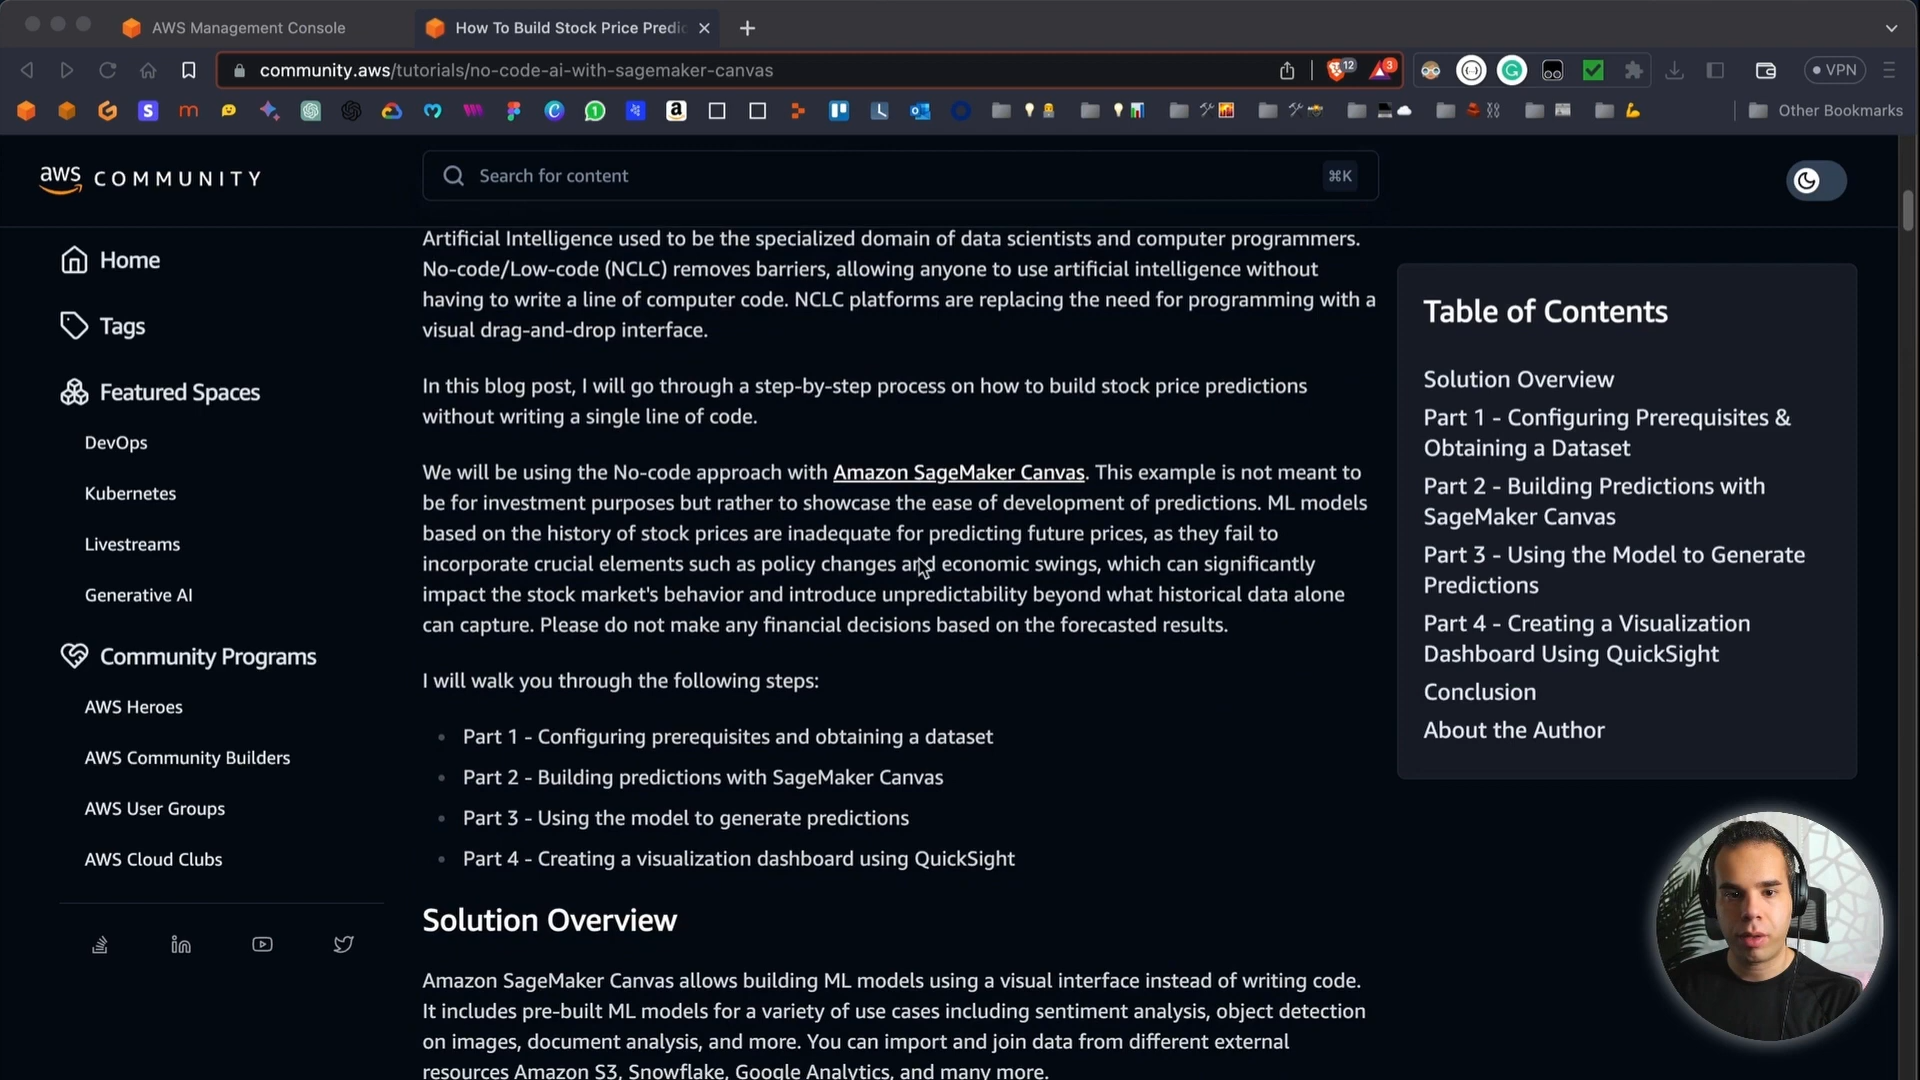 AWS Management Console
How To Build Stock Price Predic
community.aws/tutorials/no-code-ai-with-sagemaker-canvas
12
3
VPN
Other Bookmarks
aws COMMUNITY
Search for content
⌘K
Home
Tags
Featured Spaces
DevOps
Kubernetes
Livestreams
Generative AI
Community Programs
AWS Heroes
AWS Community Builders
AWS User Groups
AWS Cloud Clubs
Artificial Intelligence used to be the specialized domain of data scientists and computer programmers.
No-code/Low-code (NCLC) removes barriers, allowing anyone to use artificial intelligence without
having to write a line of computer code. NCLC platforms are replacing the need for programming with a
visual drag-and-drop interface.
In this blog post, I will go through a step-by-step process on how to build stock price predictions
without writing a single line of code.
We will be using the No-code approach with Amazon SageMaker Canvas. This example is not meant to
be for investment purposes but rather to showcase the ease of development of predictions. ML models
based on the history of stock prices are inadequate for predicting future prices, as they fail to
incorporate crucial elements such as policy changes and economic swings, which can significantly
impact the stock market's behavior and introduce unpredictability beyond what historical data alone
can capture. Please do not make any financial decisions based on the forecasted results.
I will walk you through the following steps:
Part 1 - Configuring prerequisites and obtaining a dataset
Part 2 - Building predictions with SageMaker Canvas
Part 3 - Using the model to generate predictions
Part 4 - Creating a visualization dashboard using QuickSight
Solution Overview
Amazon SageMaker Canvas allows building ML models using a visual interface instead of writing code.
It includes pre-built ML models for a variety of use cases including sentiment analysis, object detection
on images, document analysis, and more. You can import and join data from different external
resources Amazon S3, Snowflake, Google Analytics, and many more.
Table of Contents
Solution Overview
Part 1 - Configuring Prerequisites &
Obtaining a Dataset
Part 2 - Building Predictions with
SageMaker Canvas
Part 3 - Using the Model to Generate
Predictions
Part 4 - Creating a Visualization
Dashboard Using QuickSight
Conclusion
About the Author